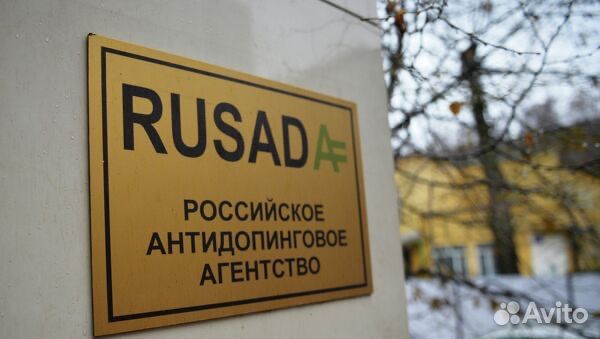 RUSADA
РОССИЙСКОЕ
АНТИДОПИНГОВОЕ
АГЕНТСТВО
Avito